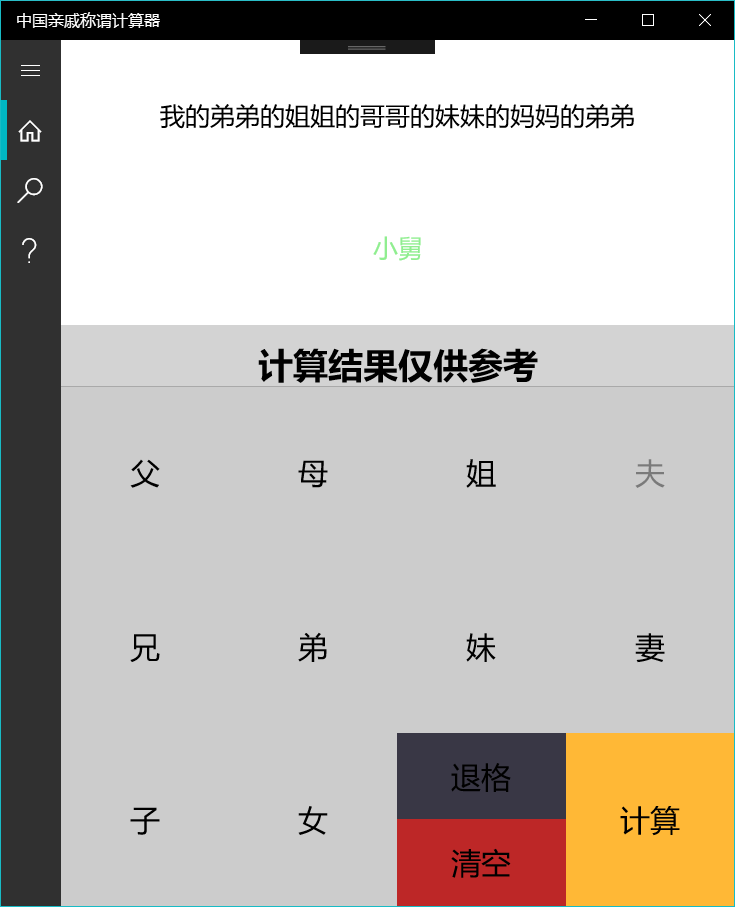 中国亲戚称谓计算器
我的弟弟的姐姐的哥哥的妹妹的妈妈的弟弟
小舅
计算结果仅供参考
父 母 姐 夫
兄 弟 妹 妻
退格
子 女 计算
清空